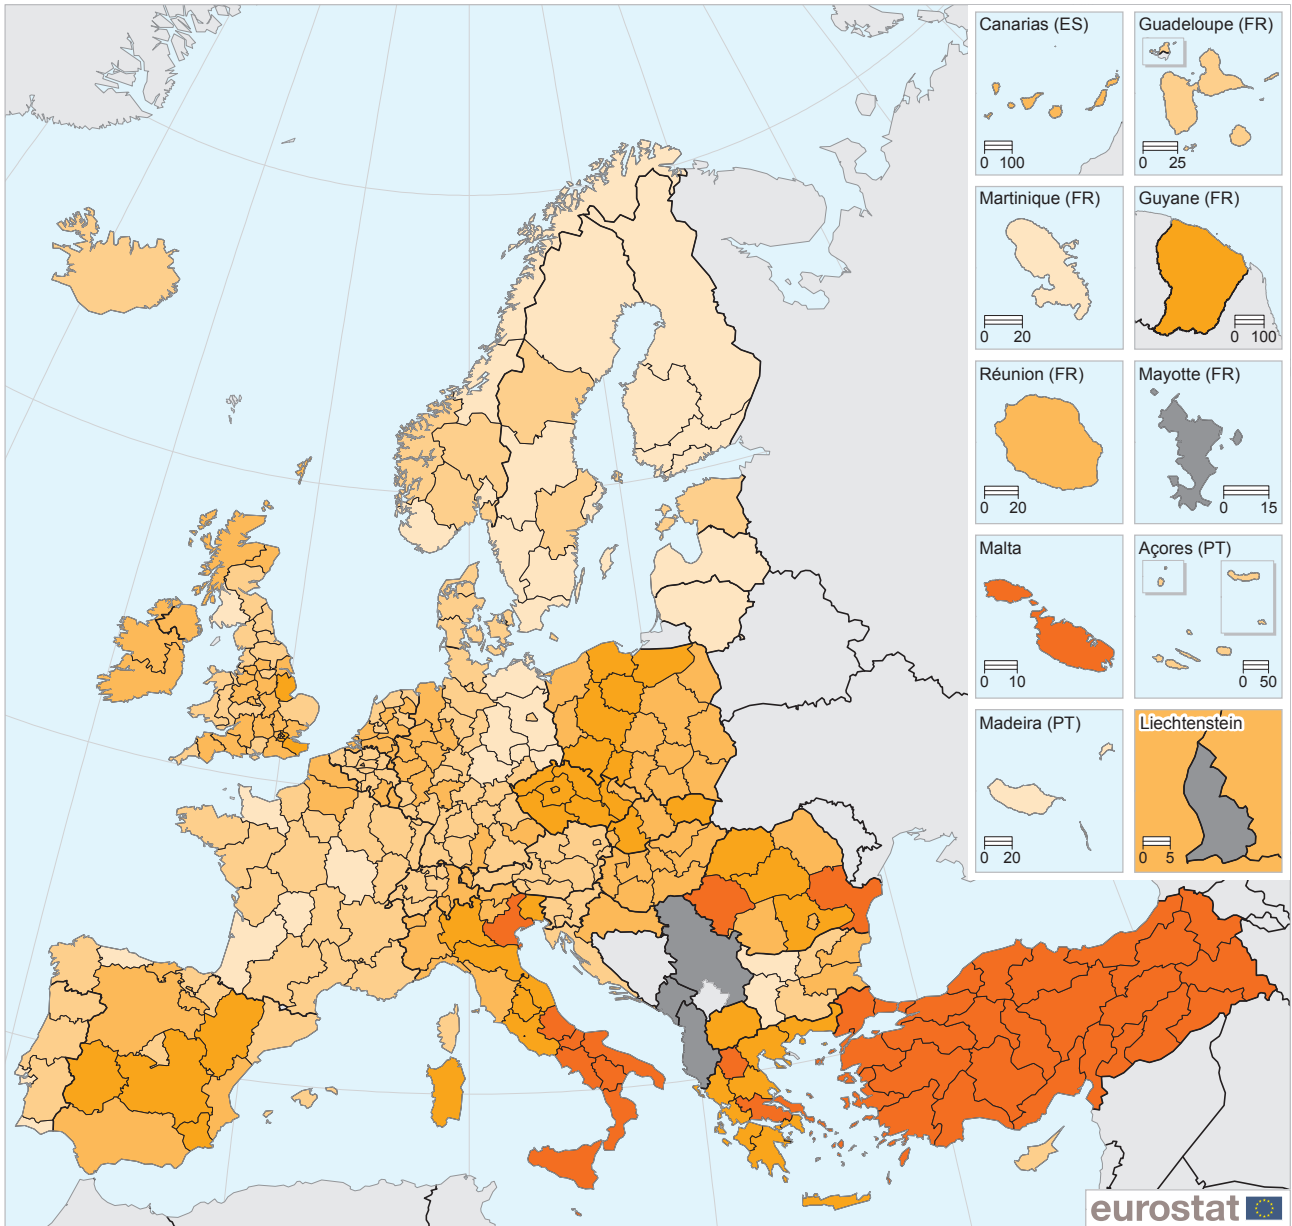 Canarias (ES)
0 100
Guadeloupe (FR)
0 25
Martinique (FR)
0 20
Guyane (FR)
0 100
Réunion (FR)
0 20
Mayotte (FR)
0 15
Malta
0 10
Açores (PT)
0 50
Madeira (PT)
0 20
Liechtenstein
0 5
eurostat